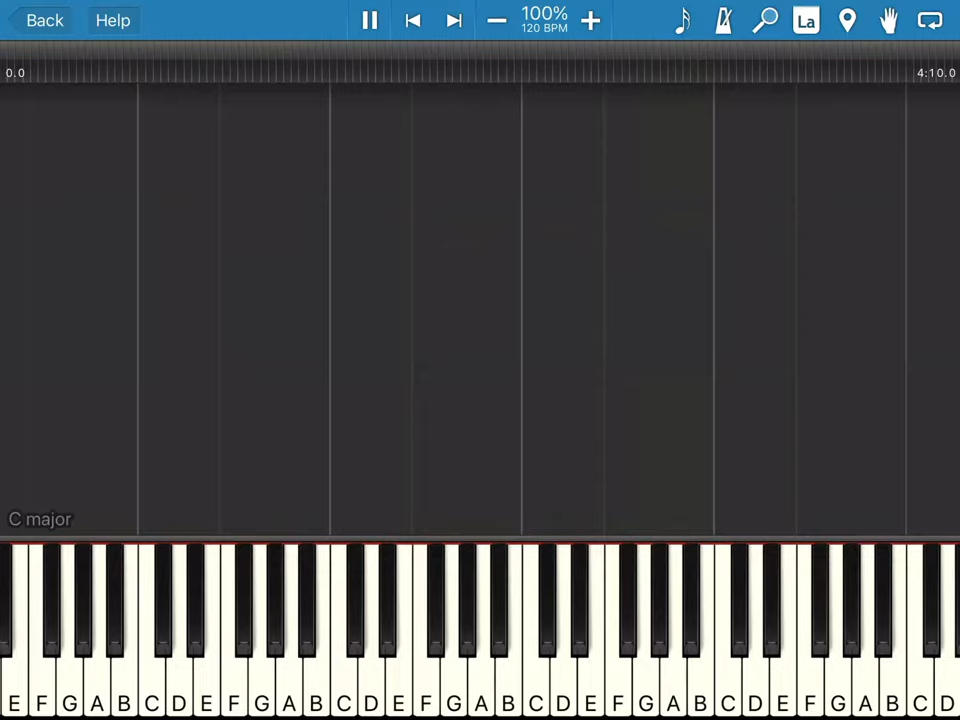 Back Help 100% La
120 BPM
0.0 4:10.0
C major
E F G A B C D E F G A B C D E F G A B C D E F G A B C D E F G A B C D